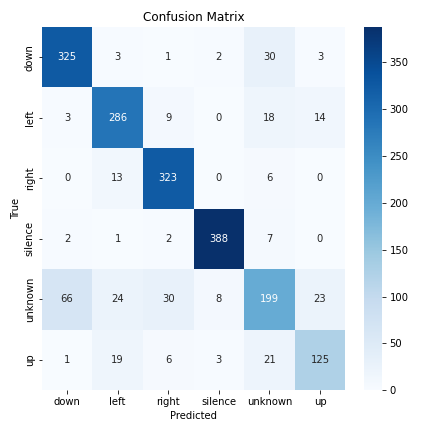 Confusion Matrix
True
down 325 3 1 2 30 3
left 3 286 9 0 18 14
right 0 13 323 0 6 0
silence 2 1 2 388 7 0
unknown 66 24 30 8 199 23
up 1 19 6 3 21 125
down left right silence unknown up
Predicted
350
300
250
200
150
100
50
0